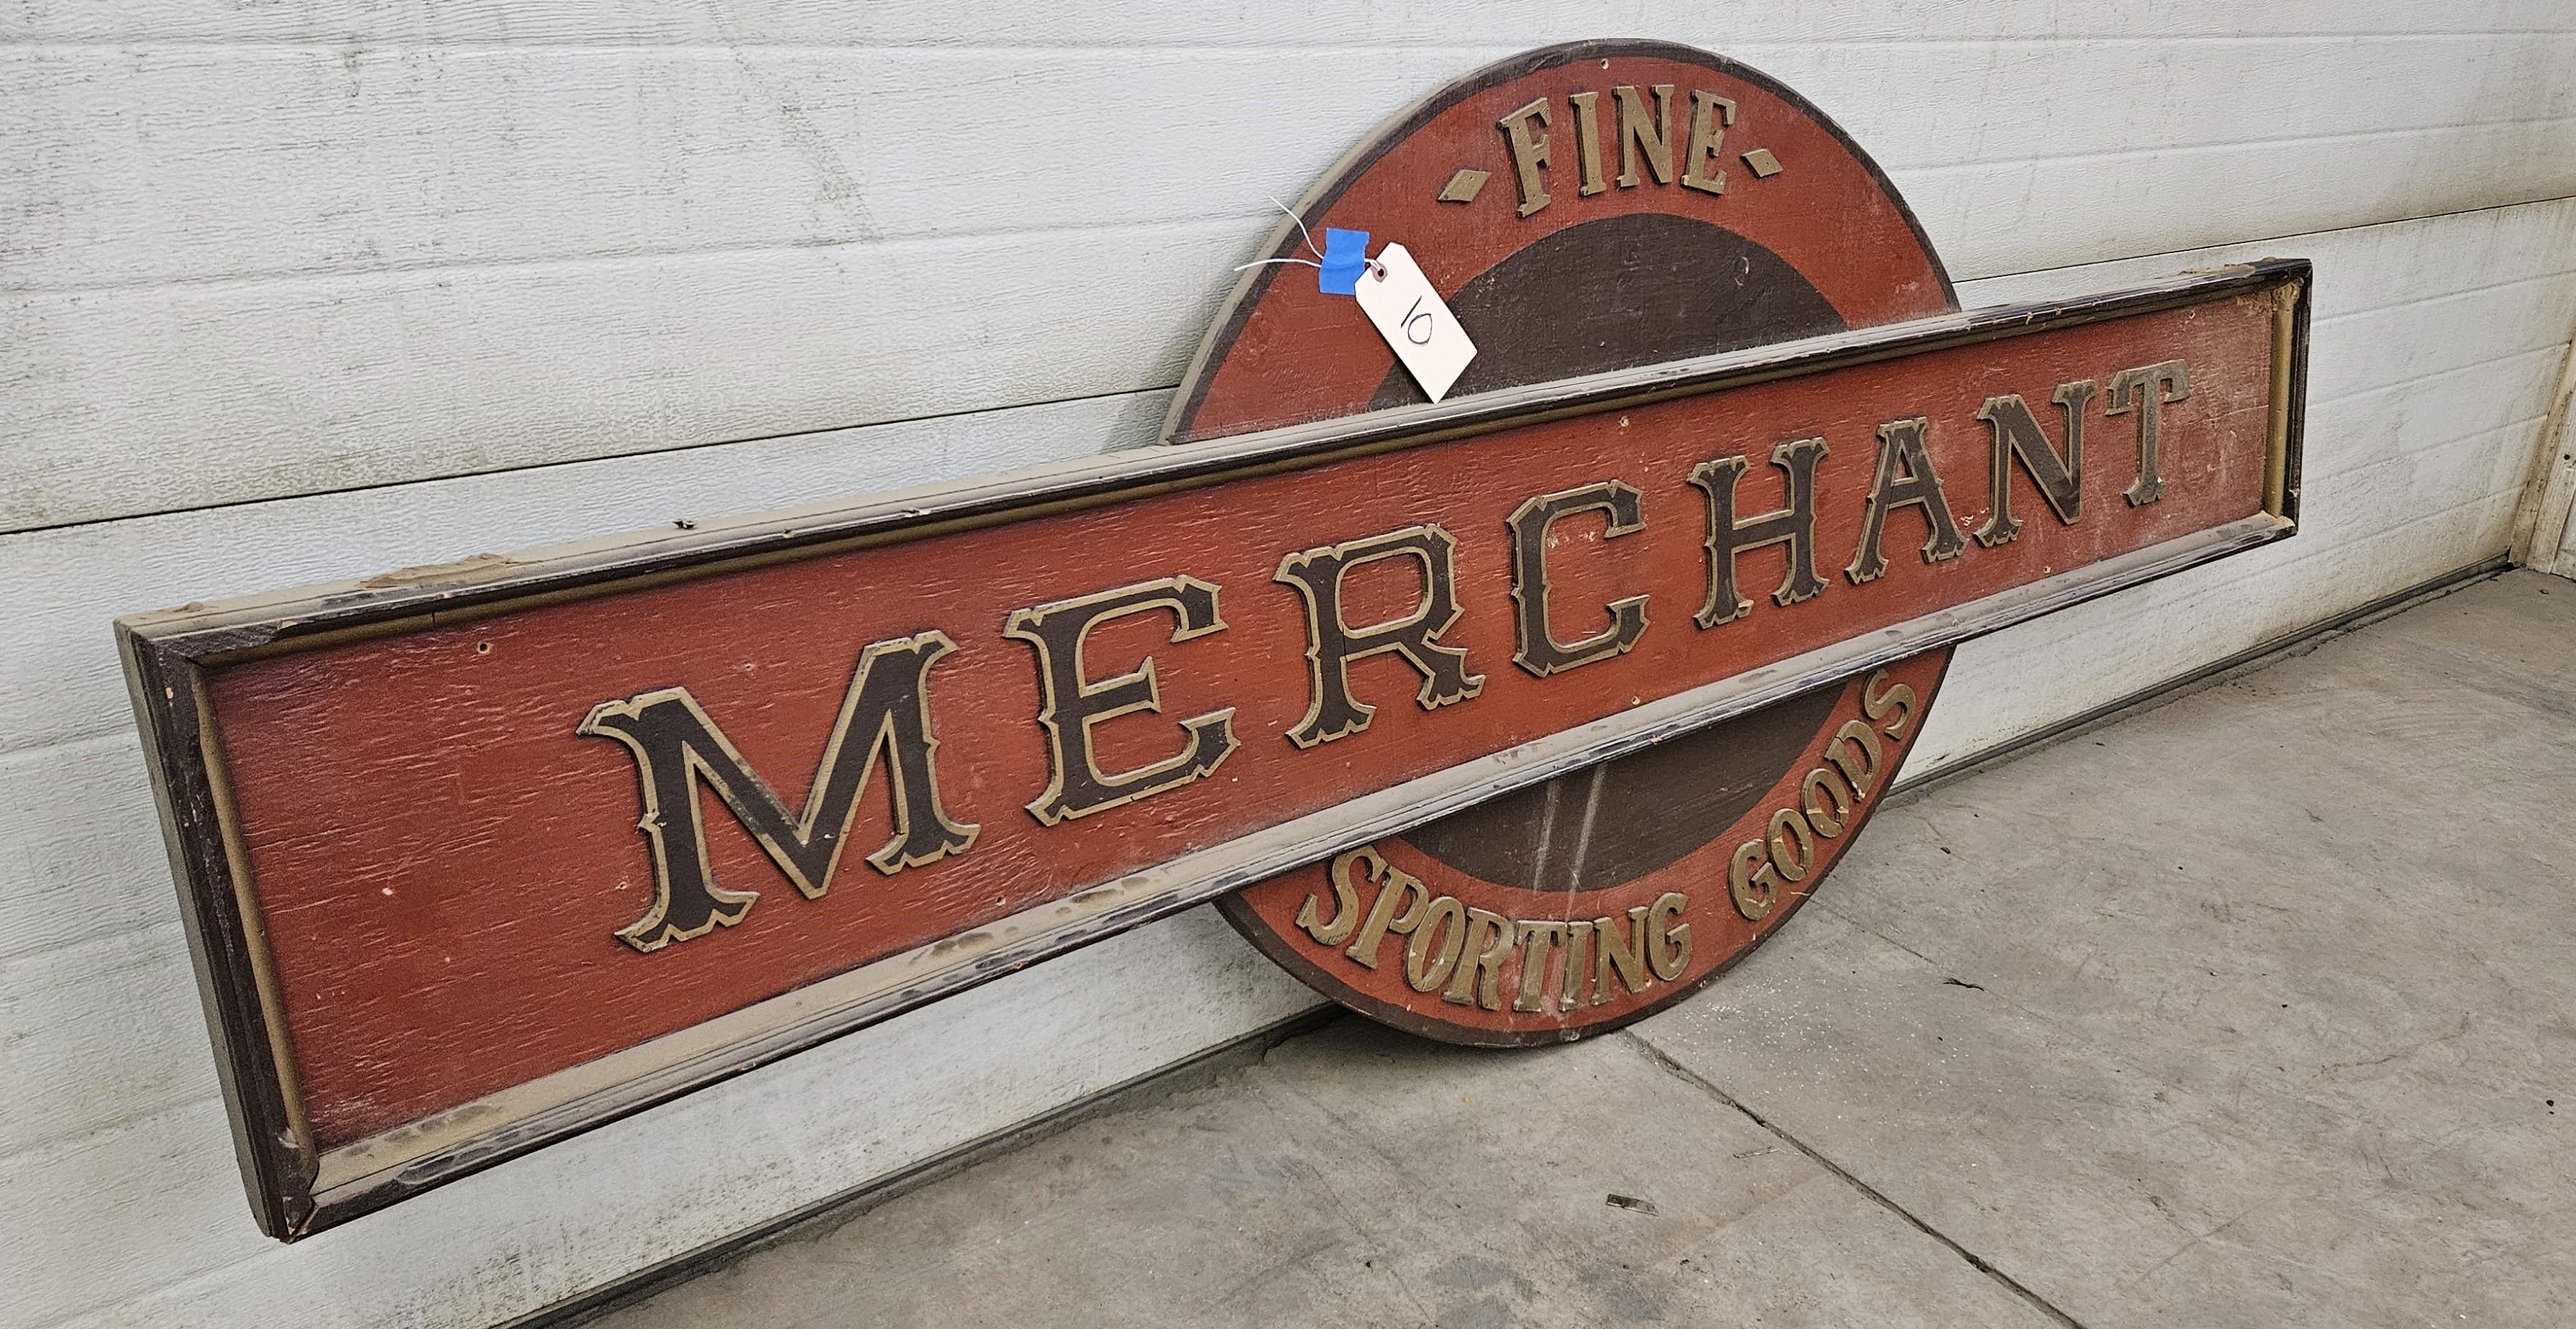 FINE
10
MERCHANT
SPORTING GOODS